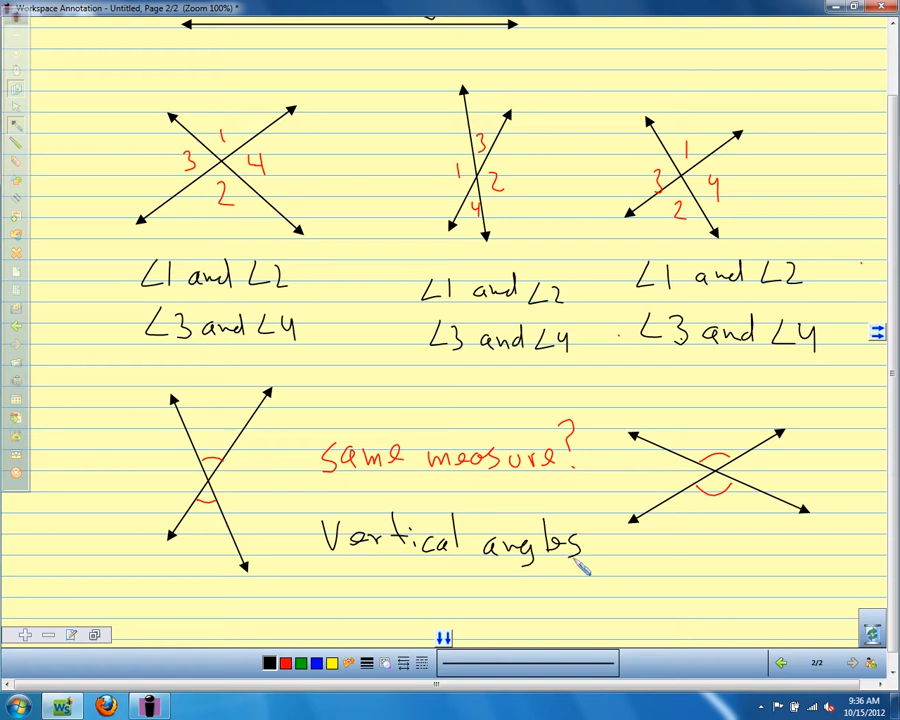 Workspace Annotation - Untitled, Page 2/2 (Zoom 100%) *
1
3
4
2
3
1
2
4
1
3
4
2
∠1 and ∠2
∠3 and ∠4
∠1 and ∠2
∠3 and ∠4
∠1 and ∠2
∠3 and ∠4
same measure?
Vertical angles
2/2
9:36 AM
10/15/2012